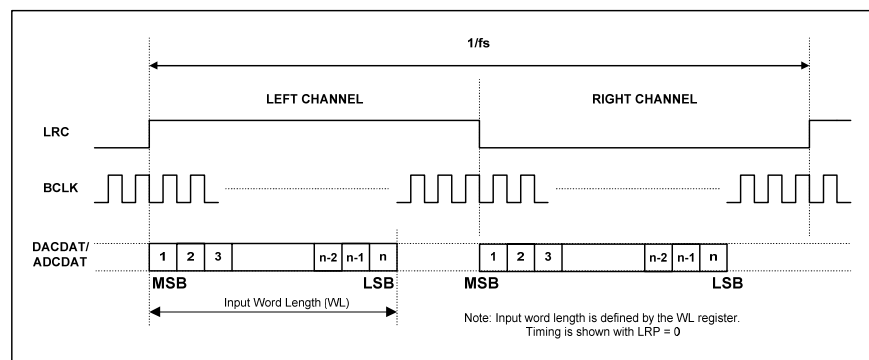 1/fs
LEFT CHANNEL RIGHT CHANNEL
LRC
BCLK
DACDAT/
ADCDAT
1 2 3 n-2 n-1 n 1 2 3 n-2 n-1 n
MSB LSB MSB LSB
Input Word Length (WL)
Note: Input word length is defined by the WL register.
Timing is shown with LRP = 0